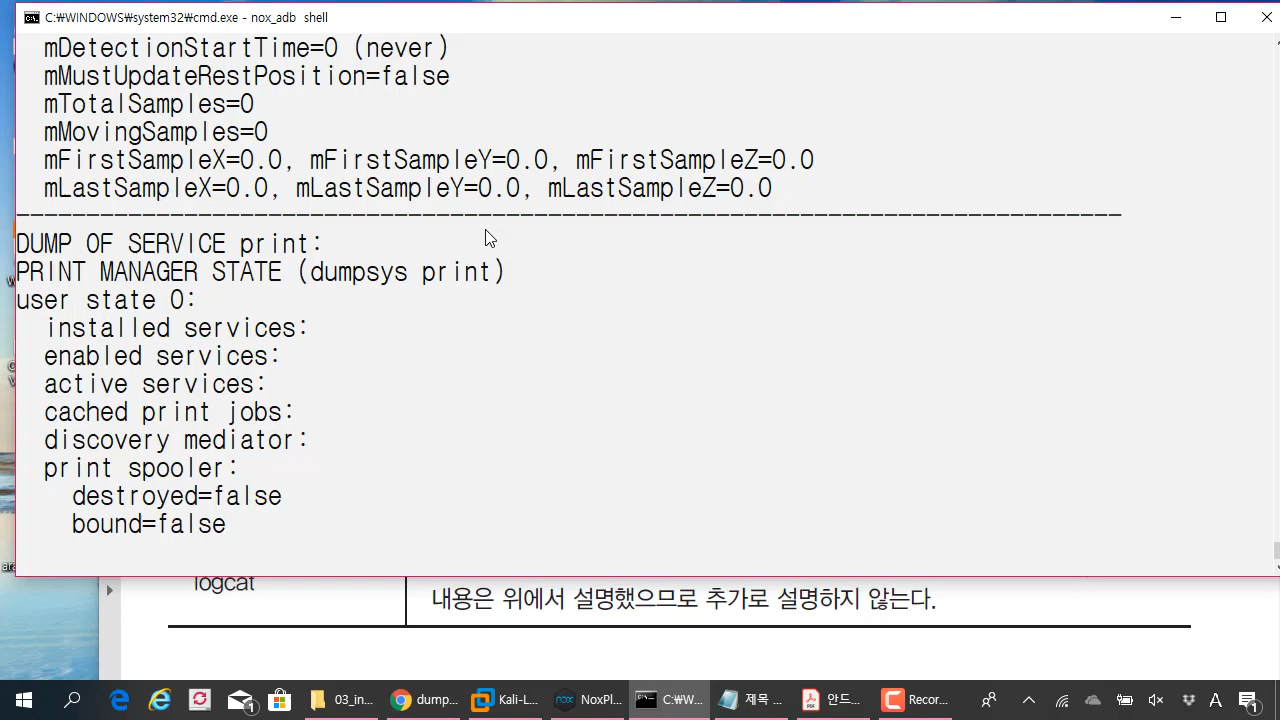 C:₩WINDOWS₩system32₩cmd.exe - nox_adb  shell
mDetectionStartTime=0 (never)
mMustUpdateRestPosition=false
mTotalSamples=0
mMovingSamples=0
mFirstSampleX=0.0, mFirstSampleY=0.0, mFirstSampleZ=0.0
mLastSampleX=0.0, mLastSampleY=0.0, mLastSampleZ=0.0
-------------------------------------------------------------------------------
DUMP OF SERVICE print:
PRINT MANAGER STATE (dumpsys print)
user state 0:
installed services:
enabled services:
active services:
cached print jobs:
discovery mediator:
print spooler:
destroyed=false
bound=false
logcat
내용은 위에서 설명했으므로 추가로 설명하지 않는다.
03_in... dump... Kali-L... NoxPl... C:₩W... 제목 ... 안드... Recor... A
1
1